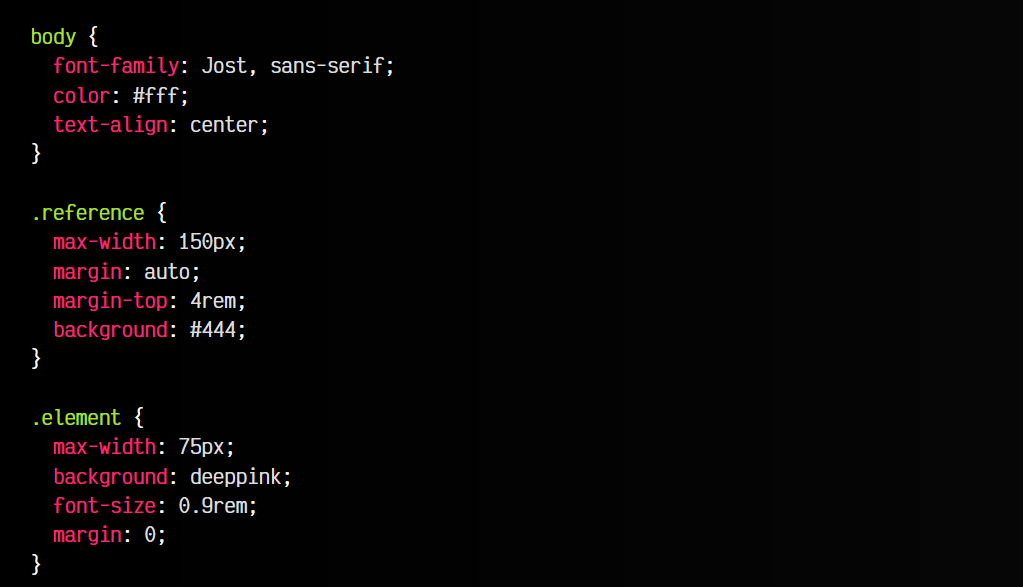 body {
  font-family: Jost, sans-serif;
  color: #fff;
  text-align: center;
}

.reference {
  max-width: 150px;
  margin: auto;
  margin-top: 4rem;
  background: #444;
}

.element {
  max-width: 75px;
  background: deeppink;
  font-size: 0.9rem;
  margin: 0;
}